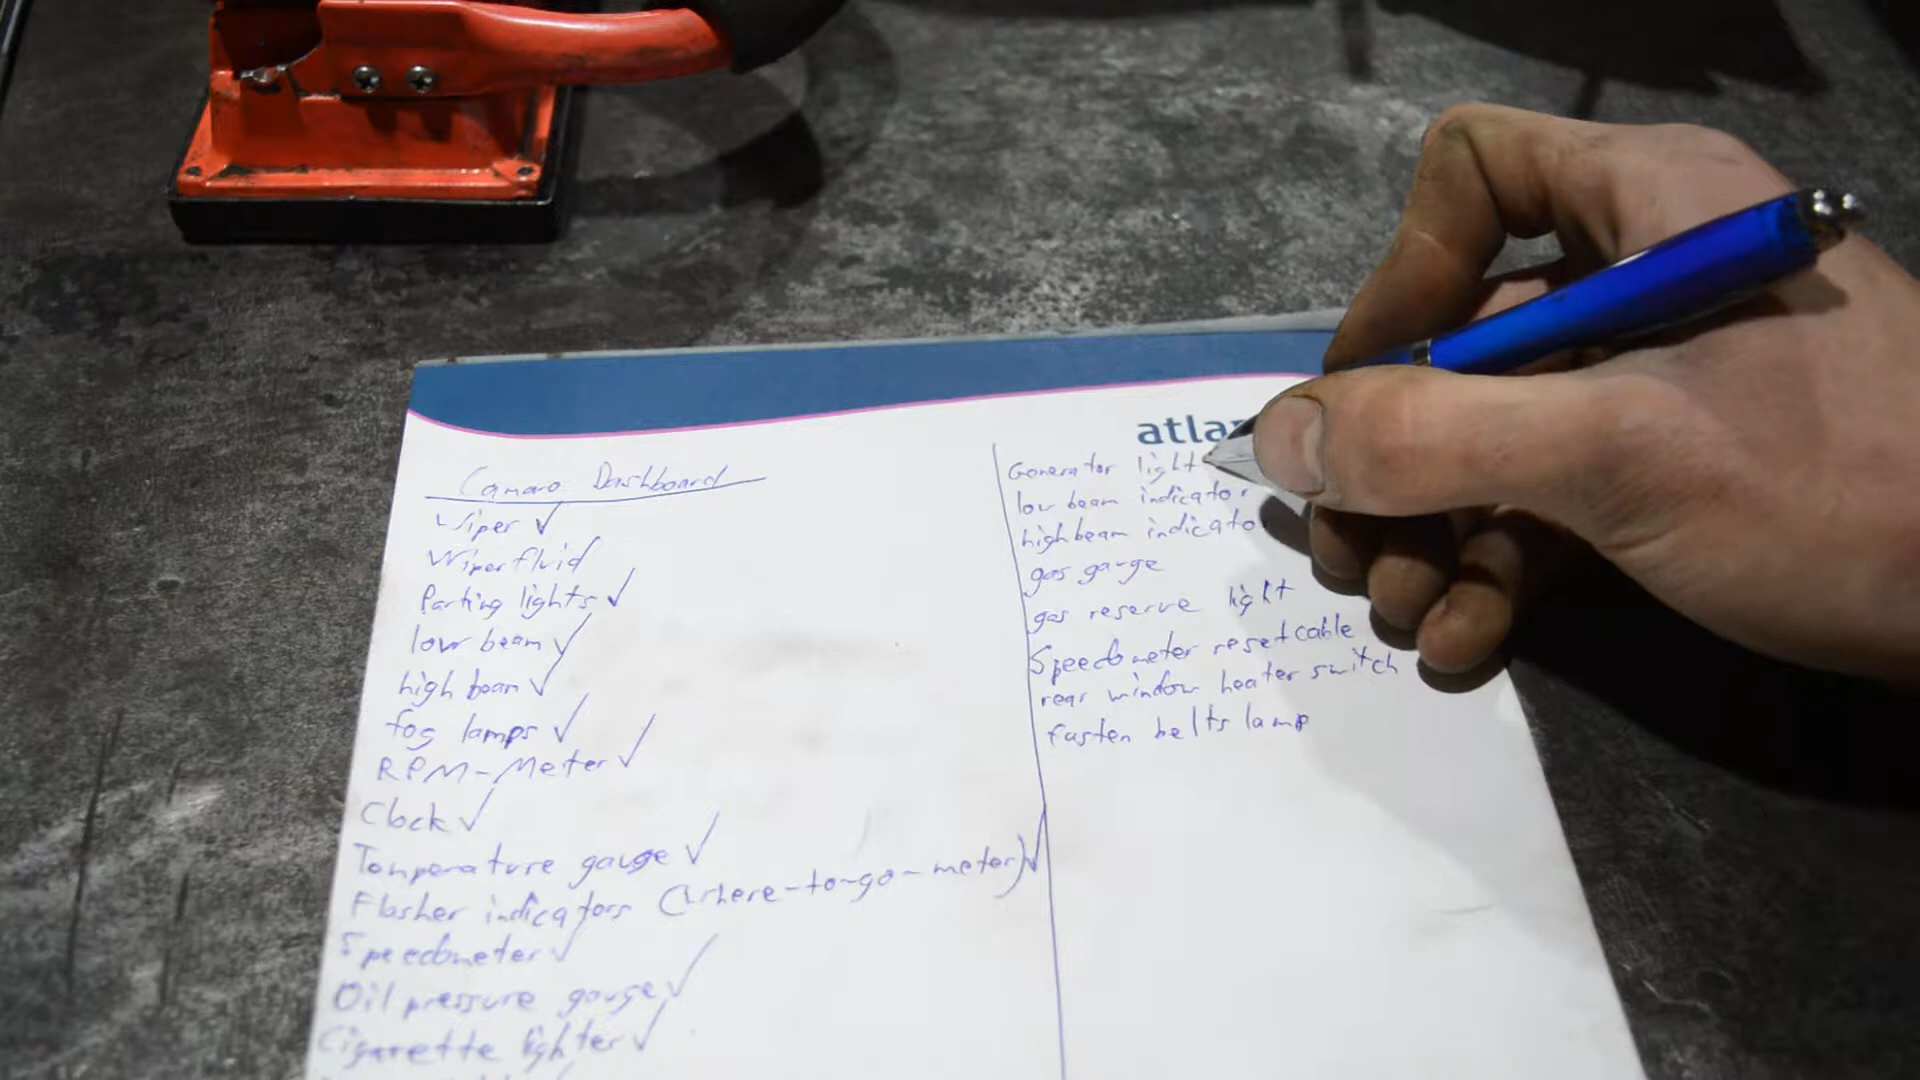 atla
Camaro Dashboard
Wiper ✓
Wiperfluid
Parking lights ✓
low beam ✓
high beam ✓
fog lamps ✓
RPM-Meter ✓
Clock ✓
Temperature gauge ✓
Flasher indicators (where-to-go-meter) ✓
Speedometer ✓
Oil pressure gauge ✓
Cigarette lighter ✓
Generator light
low beam indicator
high beam indicator
gas gauge
gas reserve light
Speedometer reset cable
rear window heater switch
fasten belts lamp